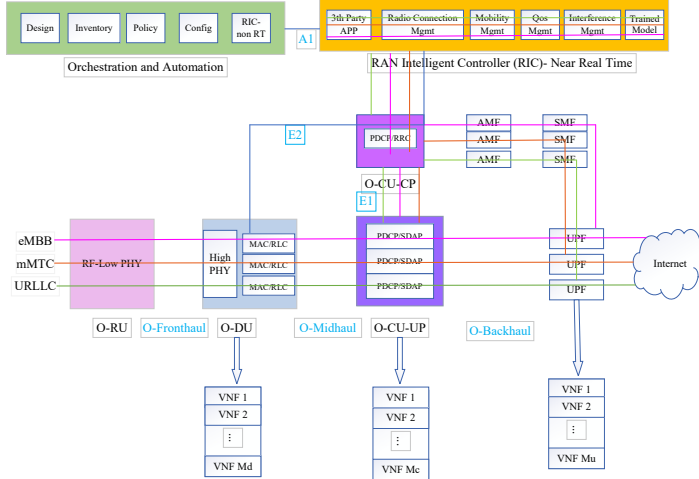 Design
Inventory
Policy
Config
RIC-
non RT
A1
3th Party
APP
Radio Connection
Mgmt
Mobility
Mgmt
Qos
Mgmt
Interference
Mgmt
Trained
Model
Orchestration and Automation
RAN Intelligent Controller (RIC)- Near Real Time
E2
PDCP/RRC
AMF
SMF
AMF
SMF
AMF
SMF
O-CU-CP
E1
eMBB
mMTC
URLLC
RF-Low PHY
High
PHY
MAC/RLC
MAC/RLC
MAC/RLC
PDCP/SDAP
PDCP/SDAP
PDCP/SDAP
UPF
UPF
UPF
Internet
O-RU
O-Fronthaul
O-DU
O-Midhaul
O-CU-UP
O-Backhaul
VNF 1
VNF 2
⋮
VNF Md
VNF 1
VNF 2
⋮
VNF Mc
VNF 1
VNF 2
⋮
VNF Mu